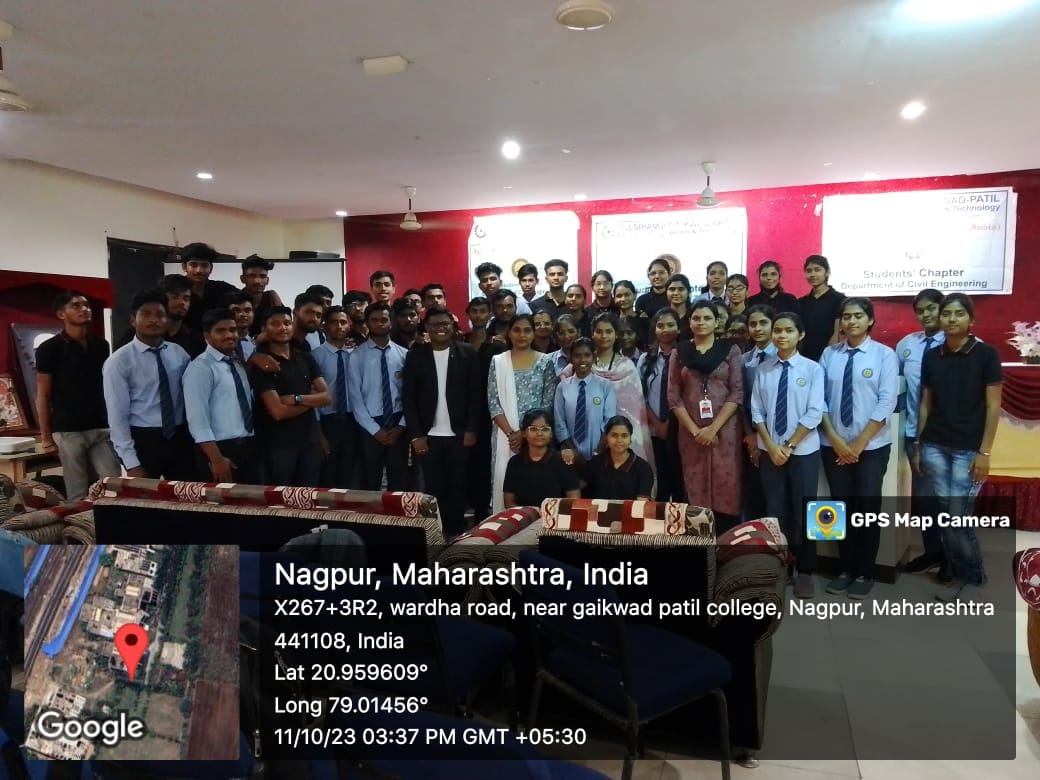 AD-PATIL
Technology
Students' Chapter
Department of Civil Engineering
GPS Map Camera
Nagpur, Maharashtra, India
X267+3R2, wardha road, near gaikwad patil college, Nagpur, Maharashtra
441108, India
Lat 20.959609°
Long 79.01456°
11/10/23 03:37 PM GMT +05:30
Google